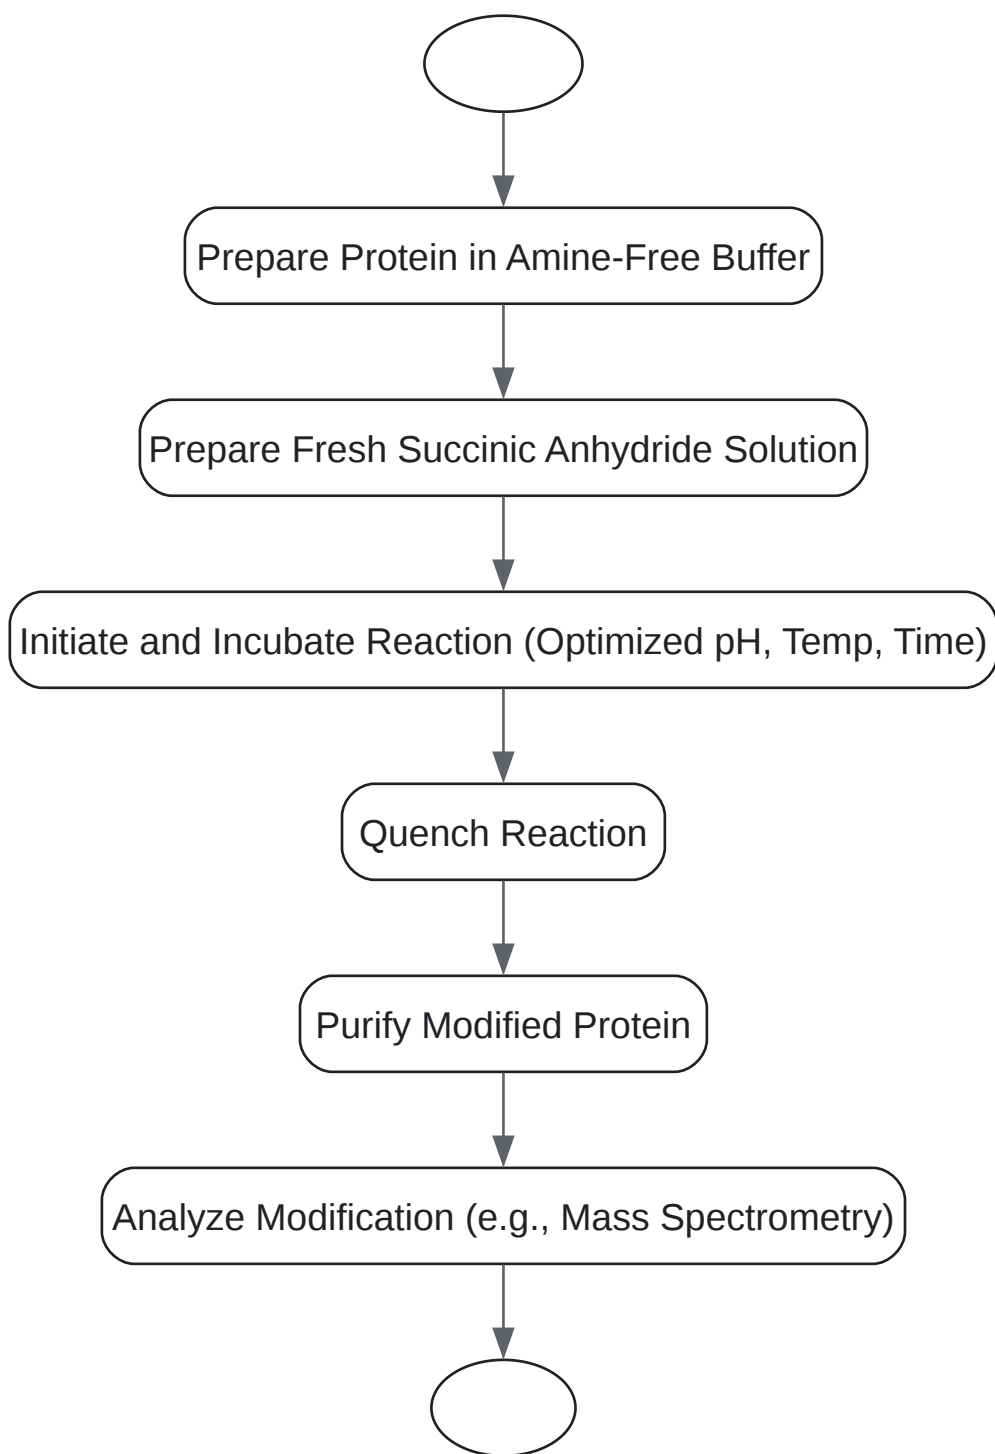 Prepare Protein in Amine-Free Buffer
Prepare Fresh Succinic Anhydride Solution
Initiate and Incubate Reaction (Optimized pH, Temp, Time)
Quench Reaction
Purify Modified Protein
Analyze Modification (e.g., Mass Spectrometry)